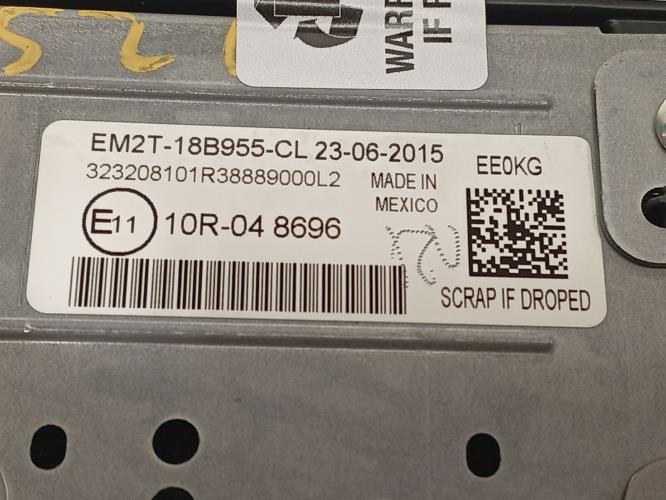 WARR
IF R
EM2T-18B955-CL 23-06-2015
323208101R38889000L2
MADE IN
MEXICO
EE0KG
E11
10R-04 8696
SCRAP IF DROPED